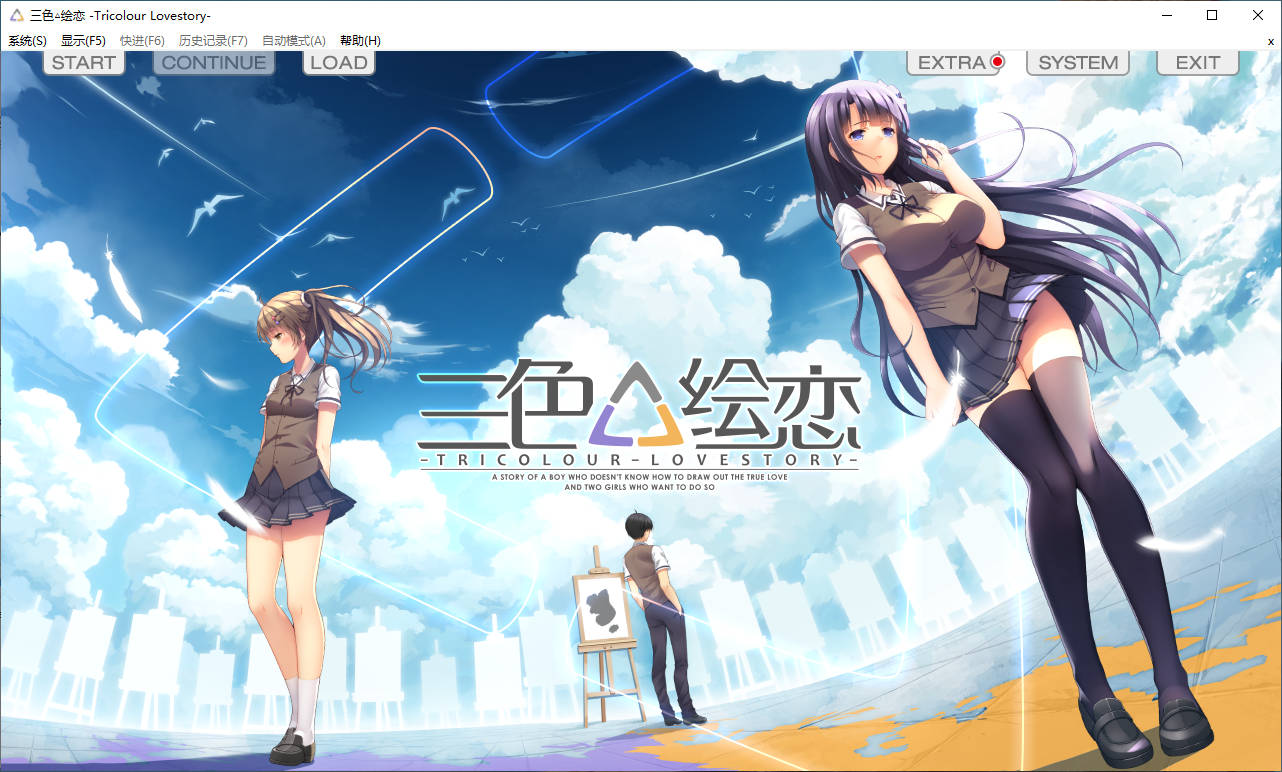 三色△绘恋 -Tricolour Lovestory-
系统(S) 显示(F5) 快进(F6) 历史记录(F7) 自动模式(A) 帮助(H) x
START CONTINUE LOAD EXTRA SYSTEM EXIT
三色△绘恋
-TRICOLOUR-LOVESTORY-
A STORY OF A BOY WHO DOESN'T KNOW HOW TO DRAW OUT THE TRUE LOVE
AND TWO GIRLS WHO WANT TO DO SO